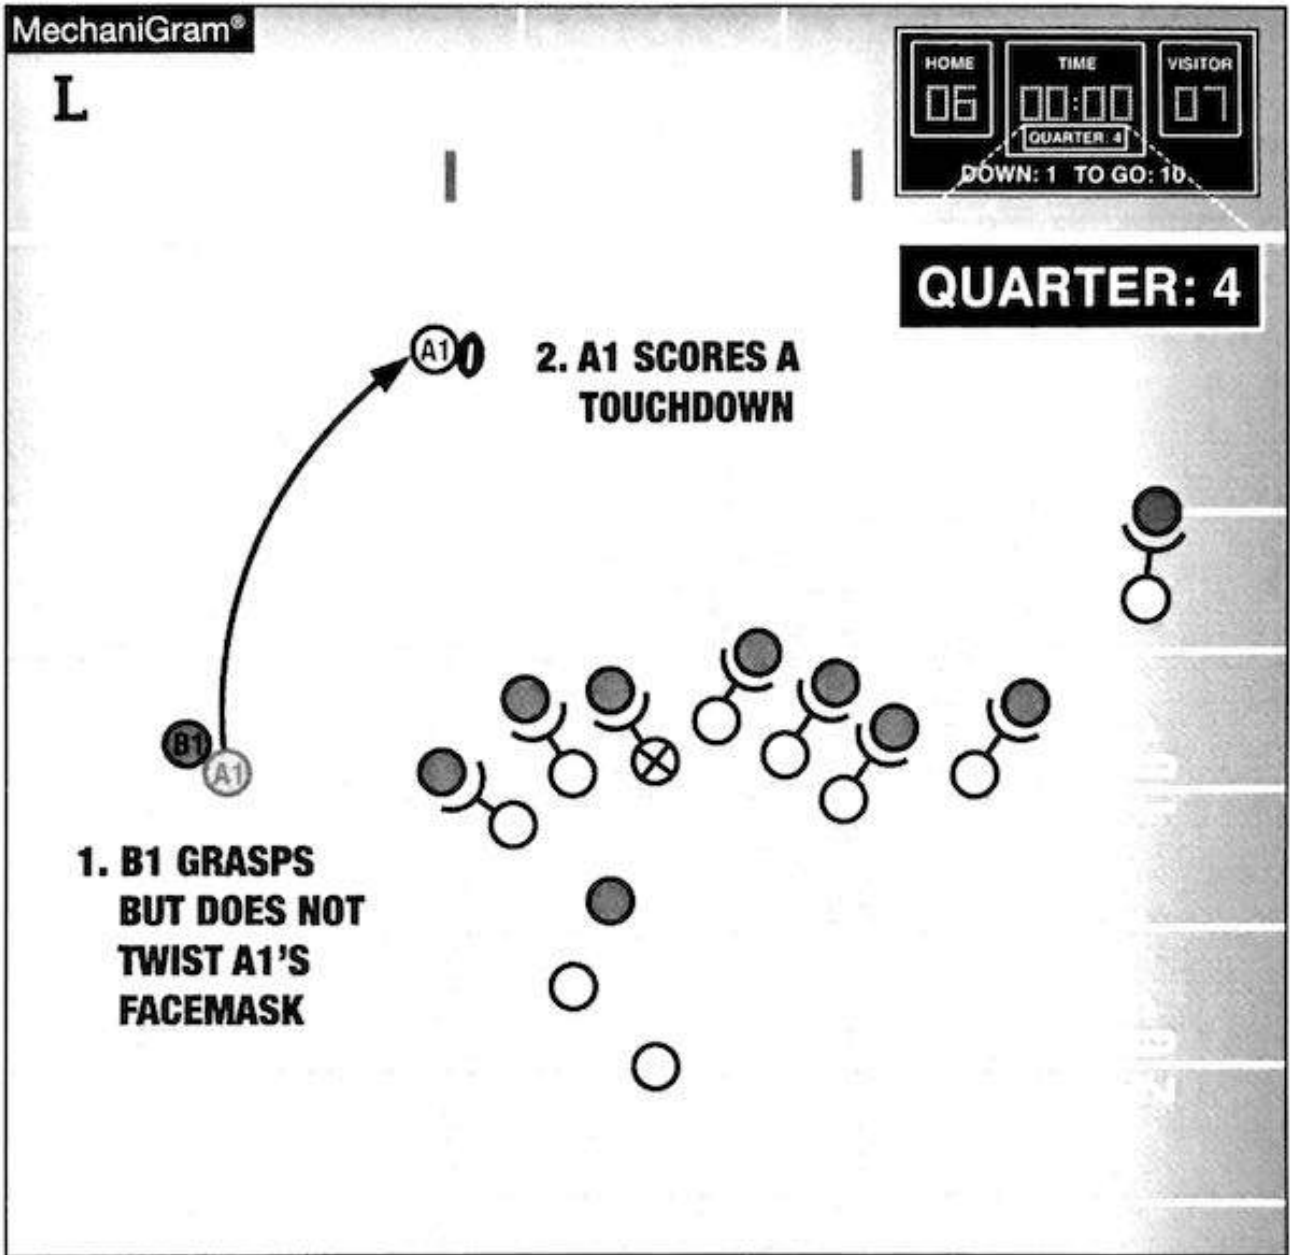 MechaniGram®
L
HOME
TIME
VISITOR
06
00:00
07
QUARTER: 4
DOWN: 1 TO GO: 10
QUARTER: 4
A1
2. A1 SCORES A
TOUCHDOWN
B1
A1
1. B1 GRASPS
BUT DOES NOT
TWIST A1'S
FACEMASK